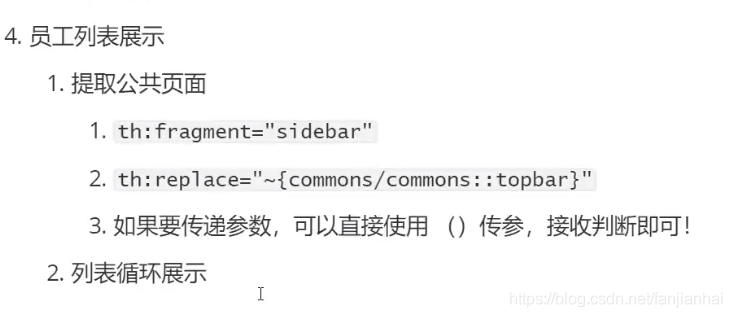 4. 员工列表展示
1. 提取公共页面
1. th:fragment="sidebar"
2. th:replace="~{commons/commons::topbar}"
3. 如果要传递参数，可以直接使用 （）传参，接收判断即可！
2. 列表循环展示
https://blog.csdn.net/fanjianhai